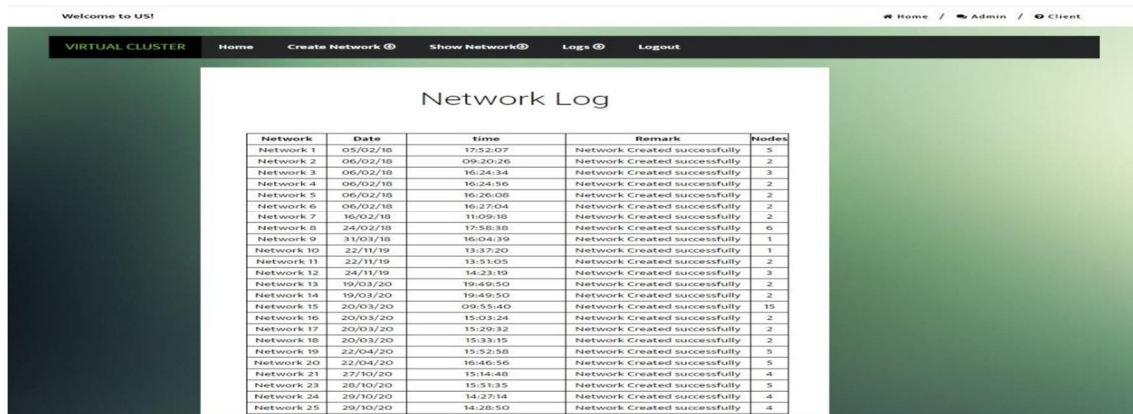 Welcome to US!
Home / Admin / Client
VIRTUAL CLUSTER Home Create Network Show Network Logs Logout
Network Log
Network Date time Remark Nodes
Network 1 05/02/18 17:52:07 Network Created successfully 5
Network 2 06/02/18 09:20:26 Network Created successfully 2
Network 3 06/02/18 16:24:34 Network Created successfully 3
Network 4 06/02/18 16:24:56 Network Created successfully 2
Network 5 06/02/18 16:26:08 Network Created successfully 2
Network 6 06/02/18 16:27:04 Network Created successfully 2
Network 7 16/02/18 11:09:18 Network Created successfully 2
Network 8 24/02/18 17:58:38 Network Created successfully 6
Network 9 31/03/18 16:04:39 Network Created successfully 1
Network 10 22/11/19 13:37:20 Network Created successfully 1
Network 11 22/11/19 13:51:05 Network Created successfully 2
Network 12 24/11/19 14:23:19 Network Created successfully 3
Network 13 19/03/20 19:49:50 Network Created successfully 2
Network 14 19/03/20 19:49:50 Network Created successfully 2
Network 15 20/03/20 09:55:40 Network Created successfully 15
Network 16 20/03/20 15:03:24 Network Created successfully 2
Network 17 20/03/20 15:29:32 Network Created successfully 2
Network 18 20/03/20 15:33:15 Network Created successfully 2
Network 19 22/04/20 15:52:58 Network Created successfully 5
Network 20 22/04/20 16:46:56 Network Created successfully 5
Network 21 27/10/20 15:14:48 Network Created successfully 4
Network 23 28/10/20 15:51:35 Network Created successfully 5
Network 24 29/10/20 14:27:14 Network Created successfully 4
Network 25 29/10/20 14:28:50 Network Created successfully 4